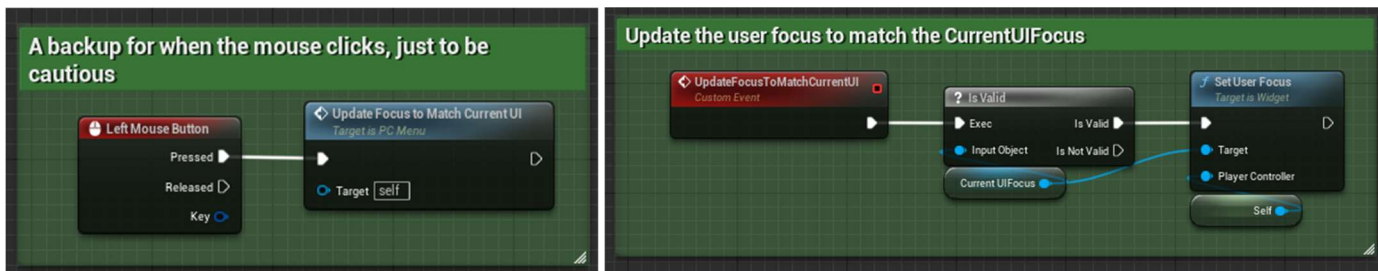 A backup for when the mouse clicks, just to be
cautious
Left Mouse Button
Pressed
Released
Key
Update Focus to Match Current UI
Target is PC Menu
Target self
Update the user focus to match the CurrentUIFocus
UpdateFocusToMatchCurrentUI
Custom Event
? Is Valid
Exec Is Valid
Input Object Is Not Valid
Current UIFocus
f Set User Focus
Target is Widget
Target
Player Controller
Self